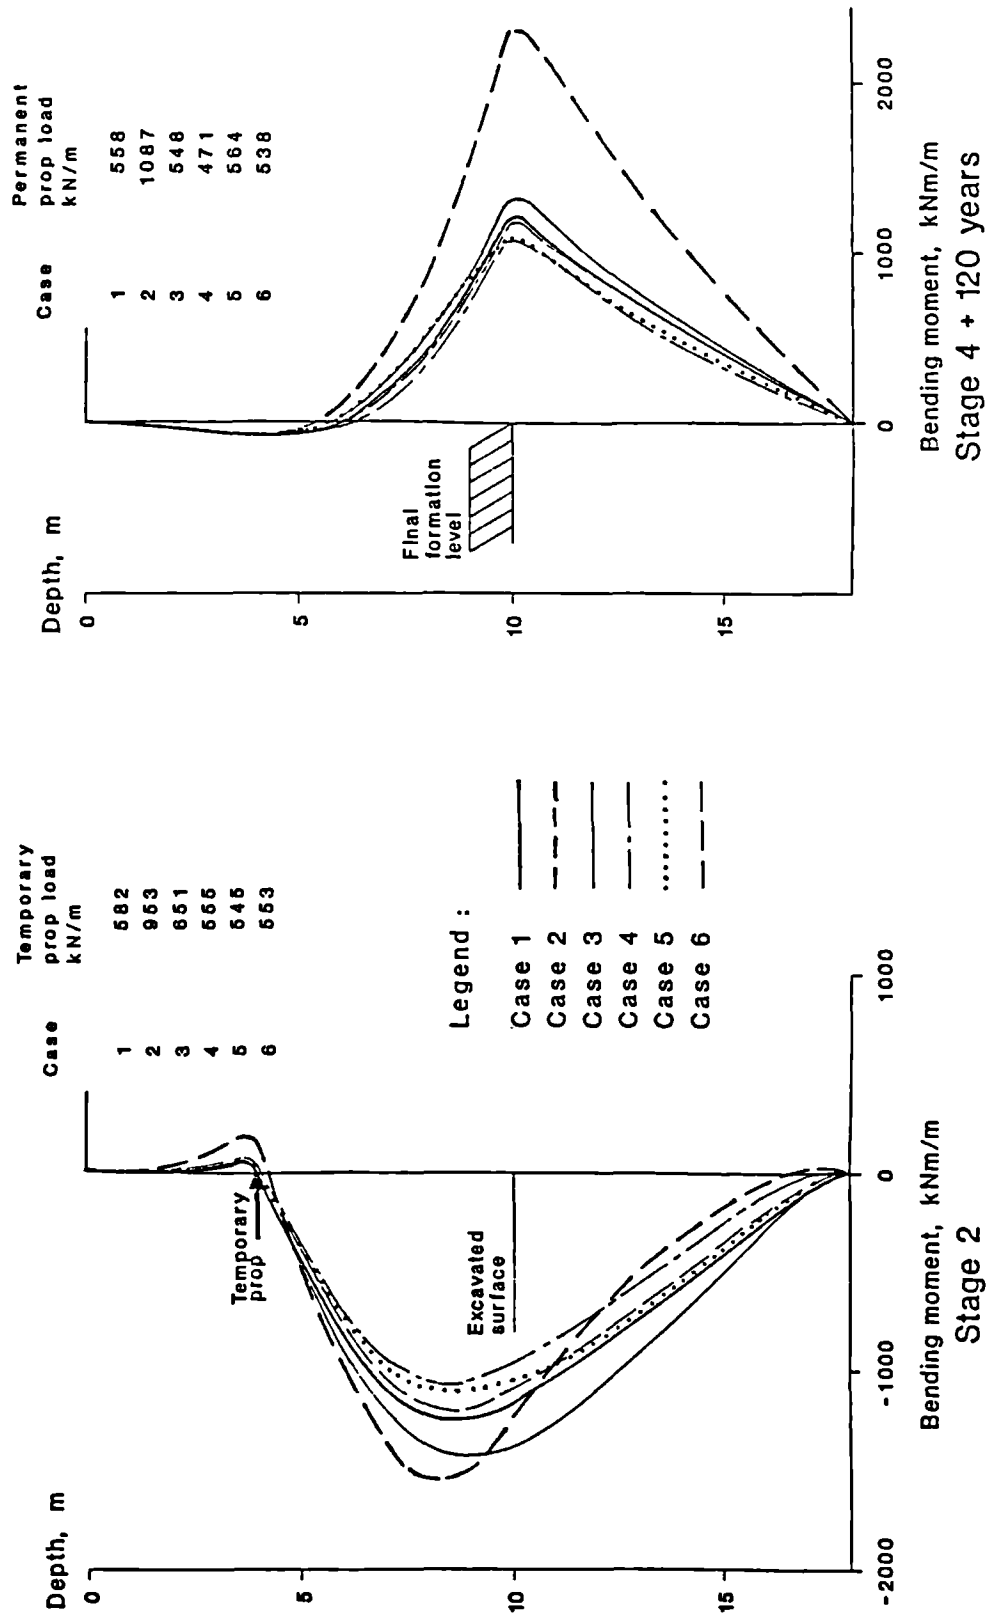 Depth, m
0
5
10
15
Temporary
prop
Excavated
surface
Case
Temporary
prop load
kN/m
1 582
2 953
3 651
4 555
5 545
6 553
Legend :
Case 1
Case 2
Case 3
Case 4
Case 5
Case 6
-2000
-1000
0
1000
Bending moment, kNm/m
Stage 2
Depth, m
0
5
10
15
Final
formation
level
Case
Permanent
prop load
kN/m
1 558
2 1087
3 548
4 471
5 564
6 538
0
1000
2000
Bending moment, kNm/m
Stage 4 + 120 years